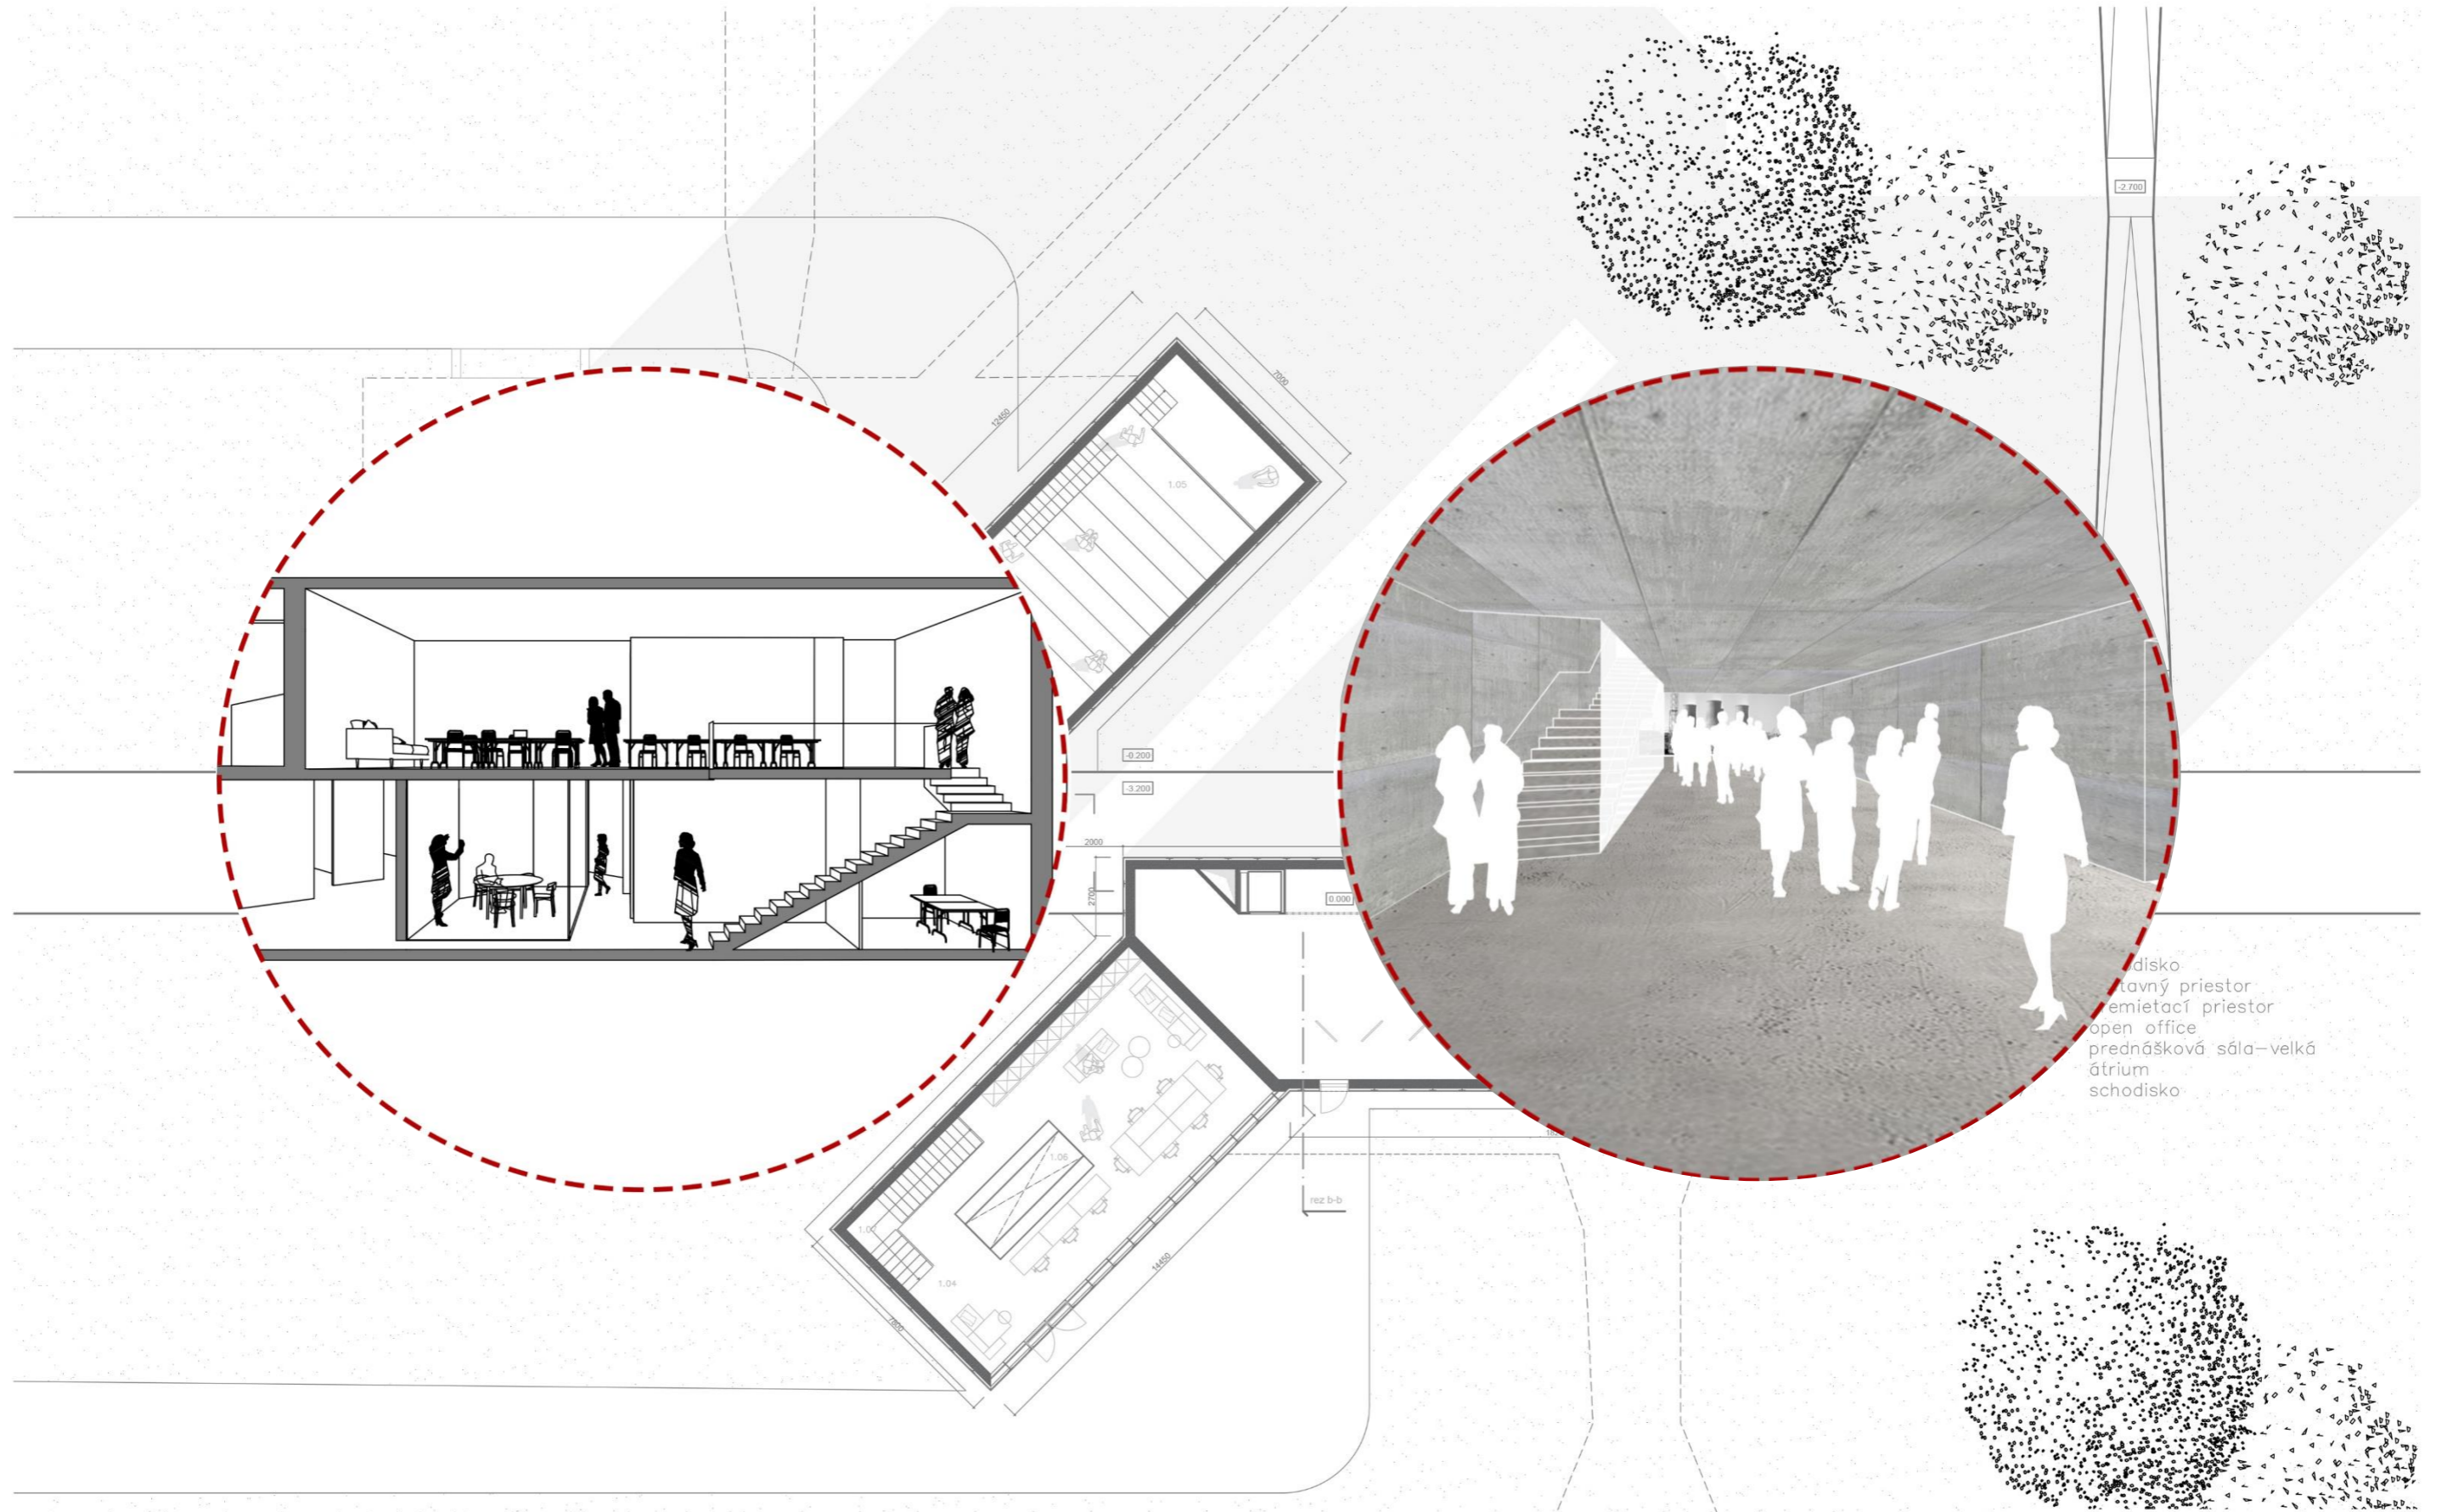 -2.700
7000
12450
1.05
-0.200
-3.200
2000
2700
0.000
disko
tavný priestor
emietací priestor
open office
prednášková sála-velká
átrium
schodisko
1.06
rez b-b
1.04
14450
7800